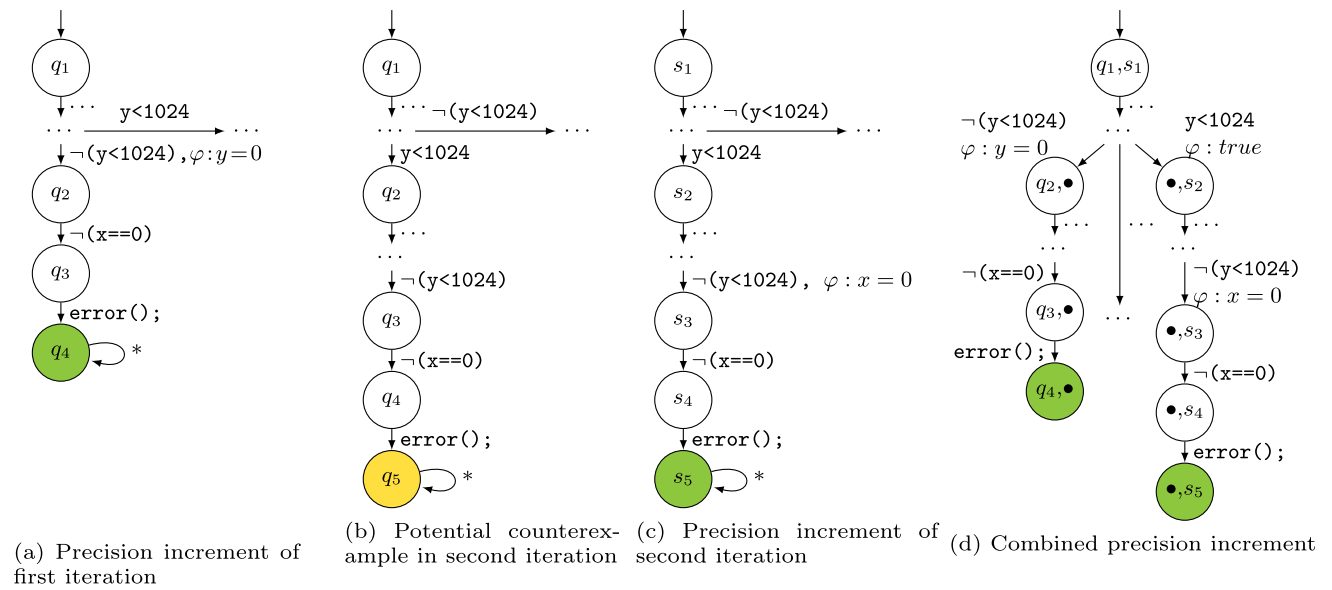 q1
...
y<1024
... ...
¬(y<1024), φ:y=0
q2
¬(x==0)
q3
error();
q4 *
(a) Precision increment of
first iteration
q1
...
¬(y<1024)
... ...
y<1024
q2
...
...
¬(y<1024)
q3
¬(x==0)
q4
error();
q5 *
(b) Potential counterex-
ample in second iteration
s1
...
¬(y<1024)
... ...
y<1024
s2
...
...
¬(y<1024), φ : x = 0
s3
¬(x==0)
s4
error();
s5 *
(c) Precision increment of
second iteration
q1,s1
...
...
¬(y<1024)
φ : y = 0
q2,●
...
...
¬(x==0)
q3,●
error();
q4,●
...
...
y<1024
φ : true
●,s2
...
...
¬(y<1024)
φ : x = 0
●,s3
¬(x==0)
●,s4
error();
●,s5
(d) Combined precision increment